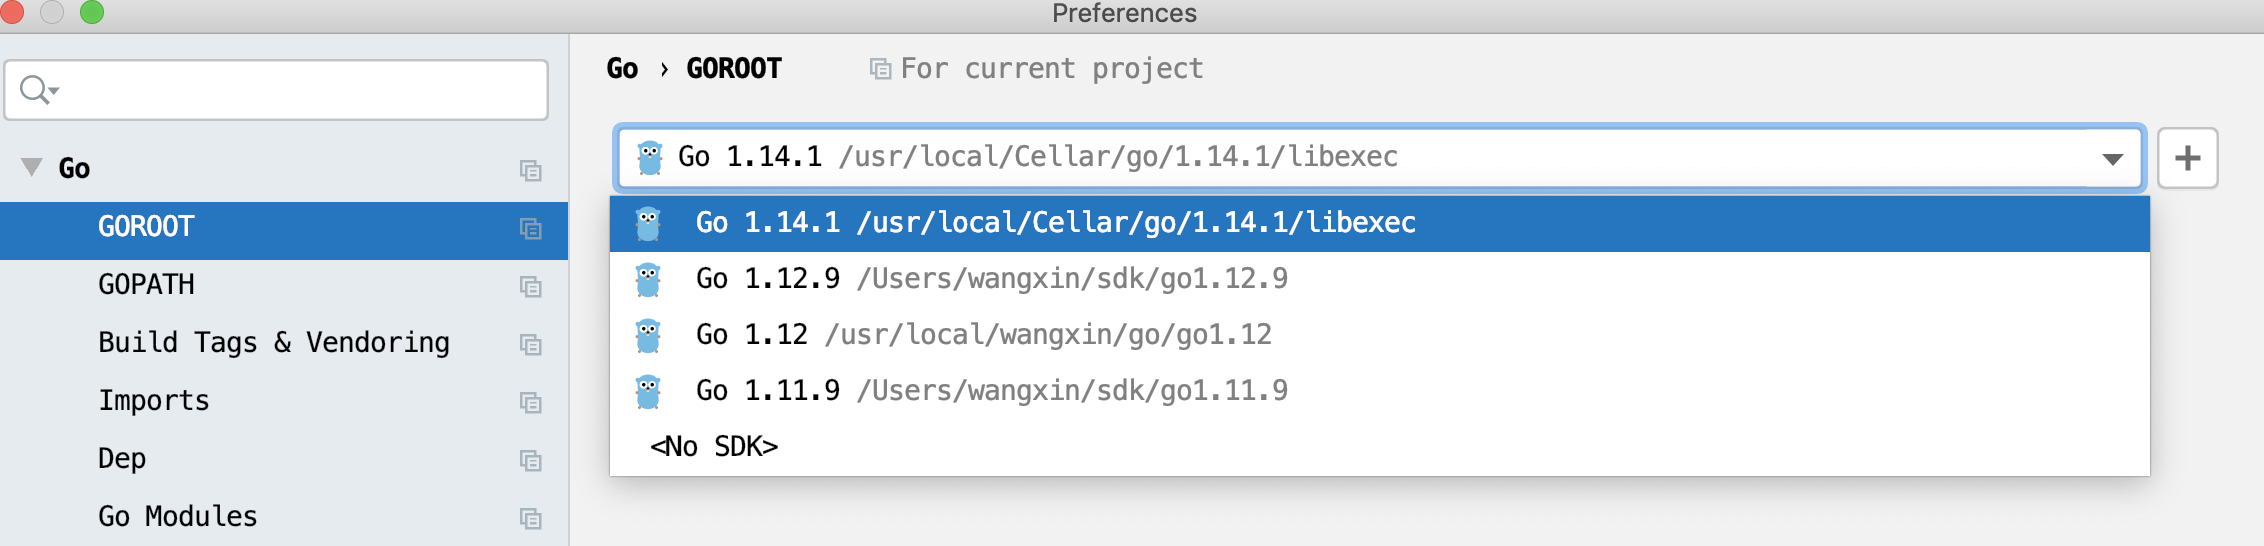 Preferences
Go › GOROOT For current project
Go
GOROOT
GOPATH
Build Tags & Vendoring
Imports
Dep
Go Modules
Go 1.14.1 /usr/local/Cellar/go/1.14.1/libexec
Go 1.14.1 /usr/local/Cellar/go/1.14.1/libexec
Go 1.12.9 /Users/wangxin/sdk/go1.12.9
Go 1.12 /usr/local/wangxin/go/go1.12
Go 1.11.9 /Users/wangxin/sdk/go1.11.9
<No SDK>